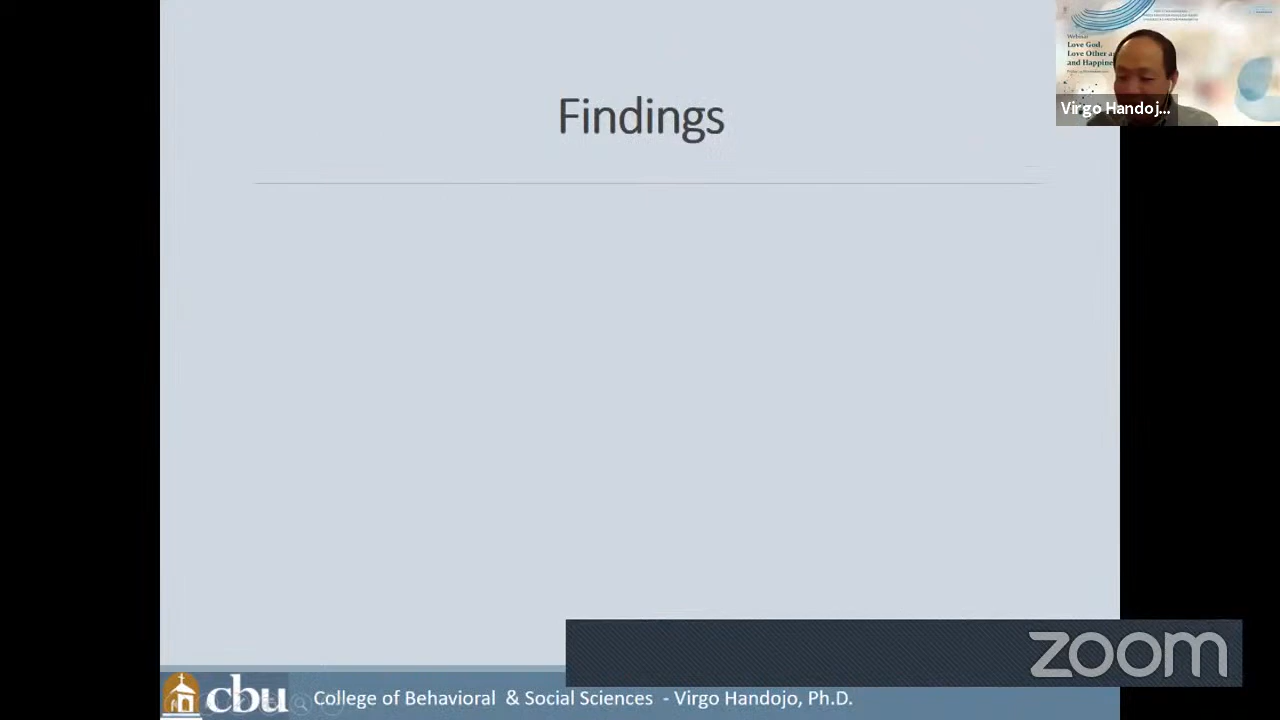 Findings
Webinar
Love God,
Love Other a
and Happine
Virgo Handoj...
zoom
cbu
College of Behavioral & Social Sciences - Virgo Handojo, Ph.D.